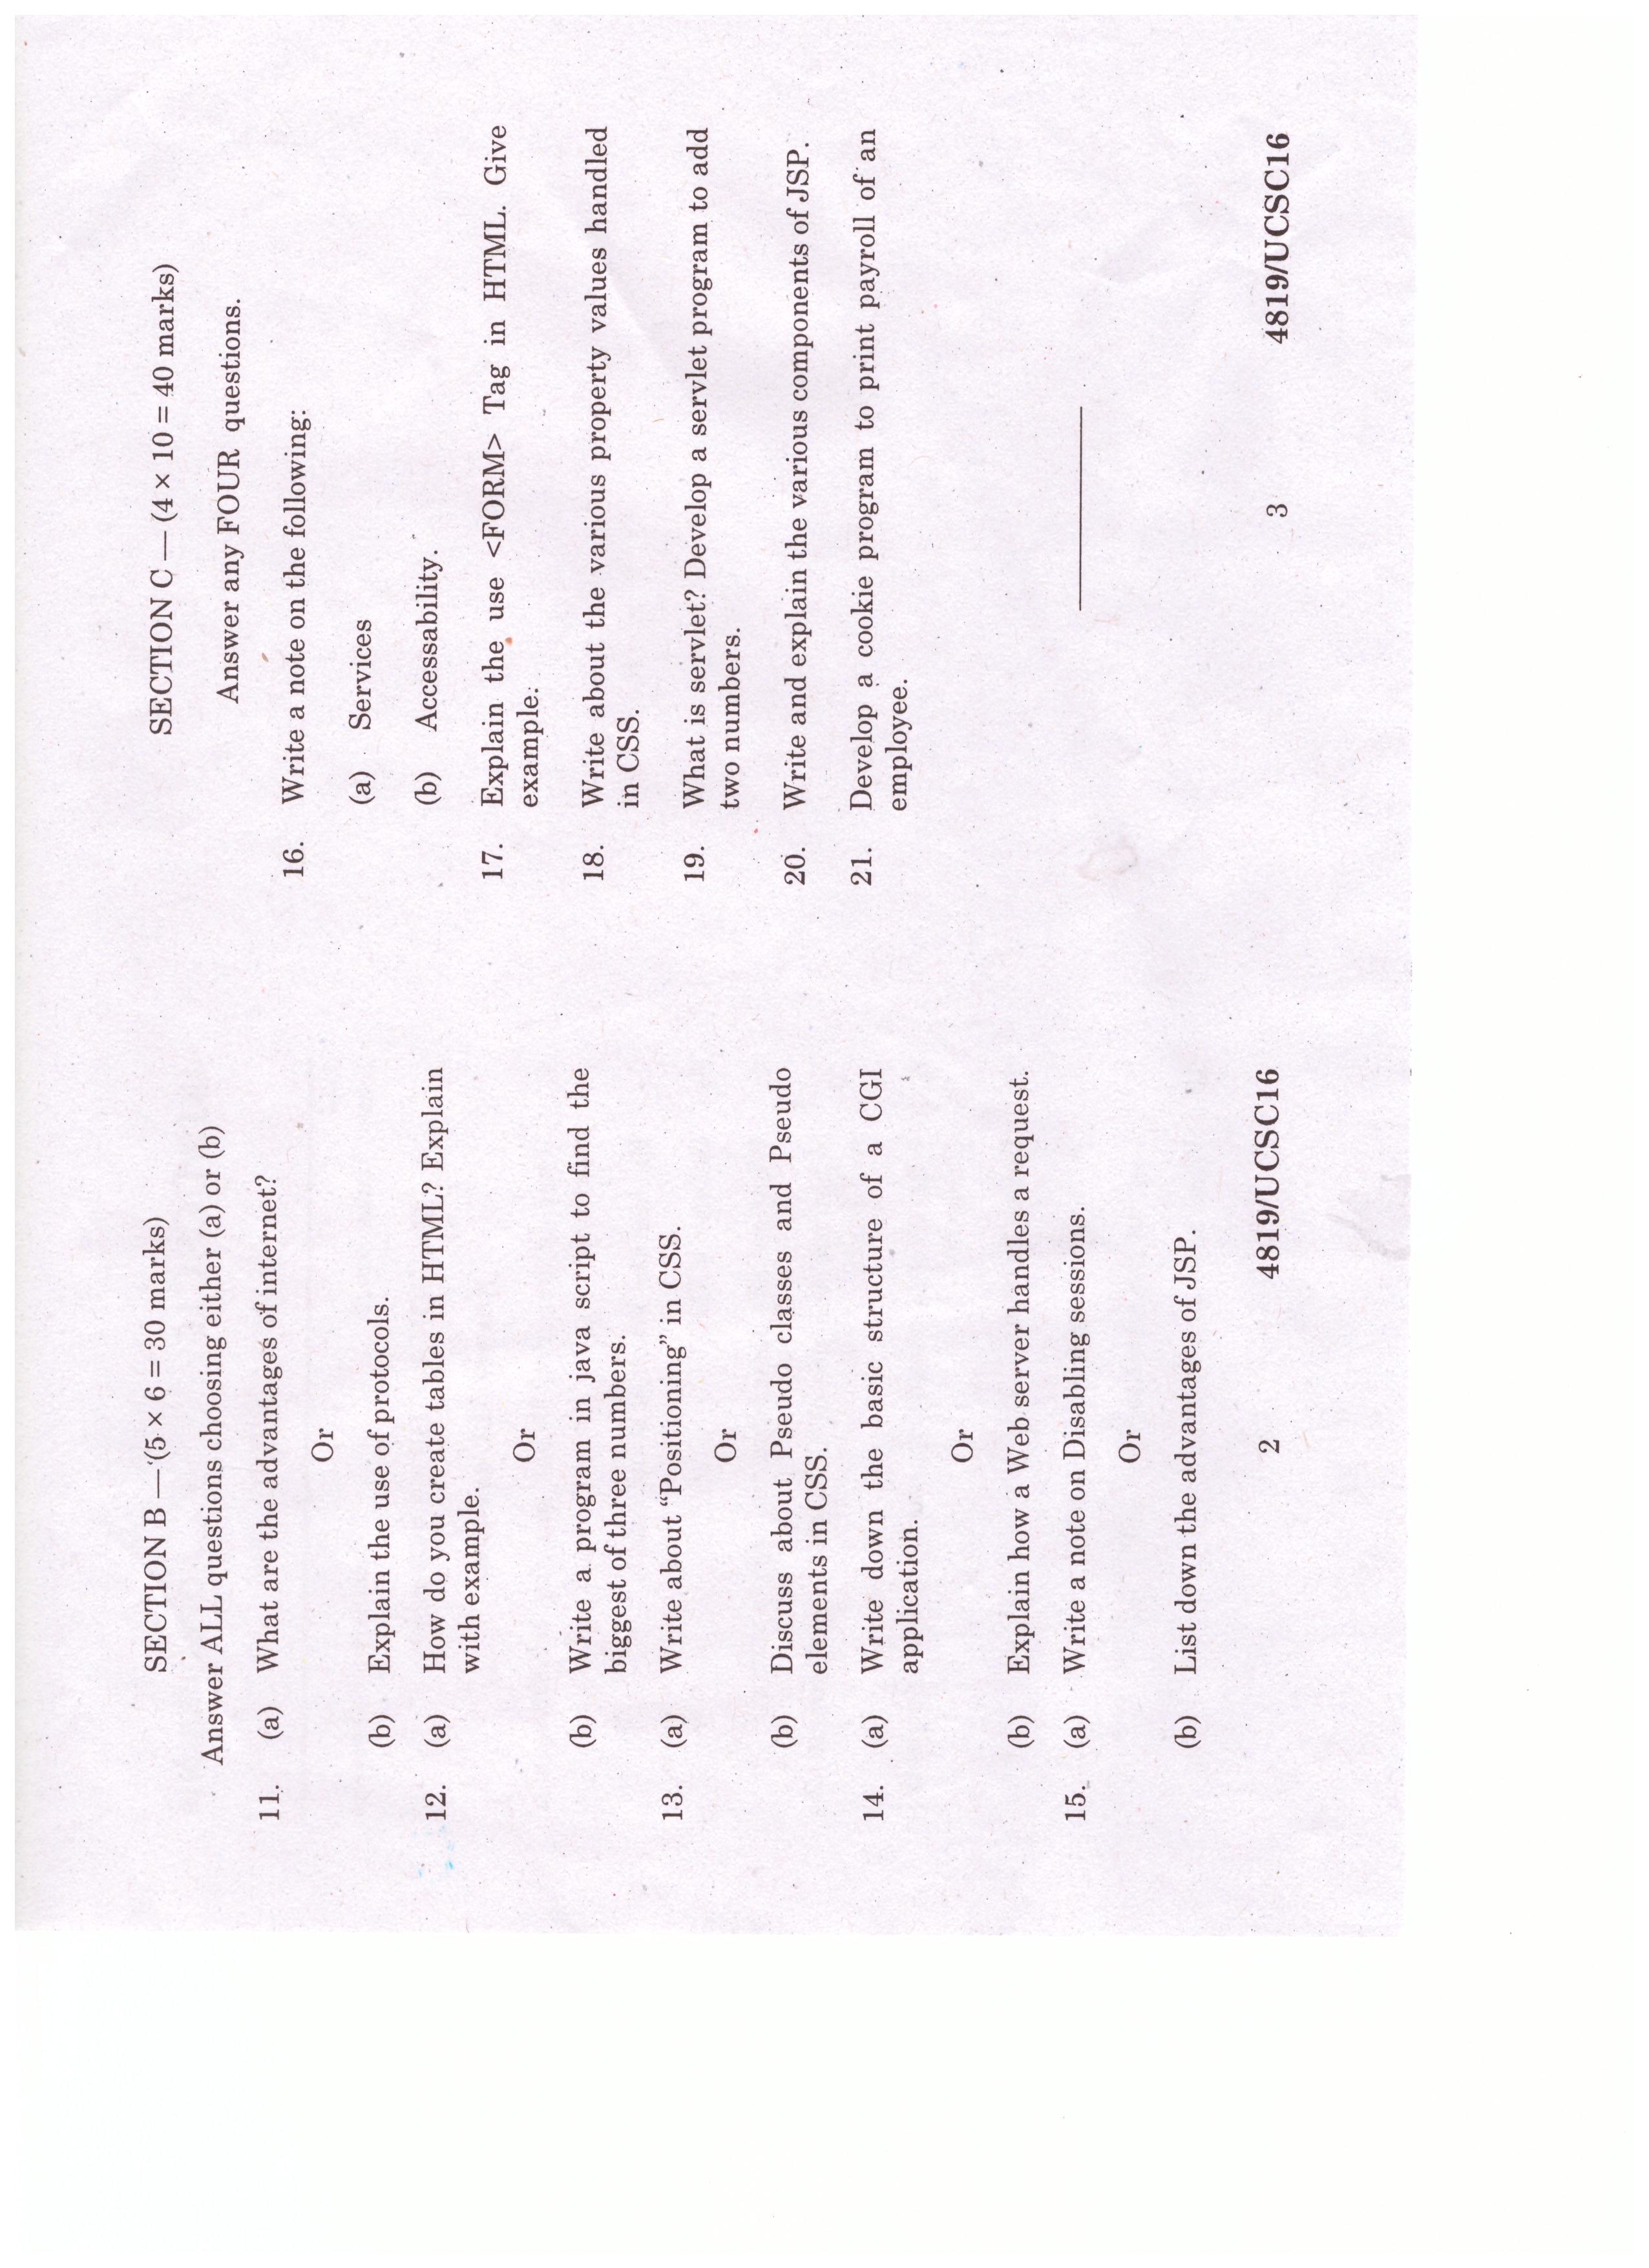 SECTION B — (5 × 6 = 30 marks)
Answer ALL questions choosing either (a) or (b)
11. (a) What are the advantages of internet?
Or
(b) Explain the use of protocols.
12. (a) How do you create tables in HTML? Explain
with example.
Or
(b) Write a program in java script to find the
biggest of three numbers.
13. (a) Write about “Positioning” in CSS.
Or
(b) Discuss about Pseudo classes and Pseudo
elements in CSS.
14. (a) Write down the basic structure of a CGI
application.
Or
(b) Explain how a Web server handles a request.
15. (a) Write a note on Disabling sessions.
Or
(b) List down the advantages of JSP.
2 4819/UCSC16
SECTION C — (4 × 10 = 40 marks)
Answer any FOUR questions.
16. Write a note on the following:
(a) Services
(b) Accessability.
17. Explain the use <FORM> Tag in HTML. Give
example.
18. Write about the various property values handled
in CSS.
19. What is servlet? Develop a servlet program to add
two numbers.
20. Write and explain the various components of JSP.
21. Develop a cookie program to print payroll of an
employee.
3 4819/UCSC16